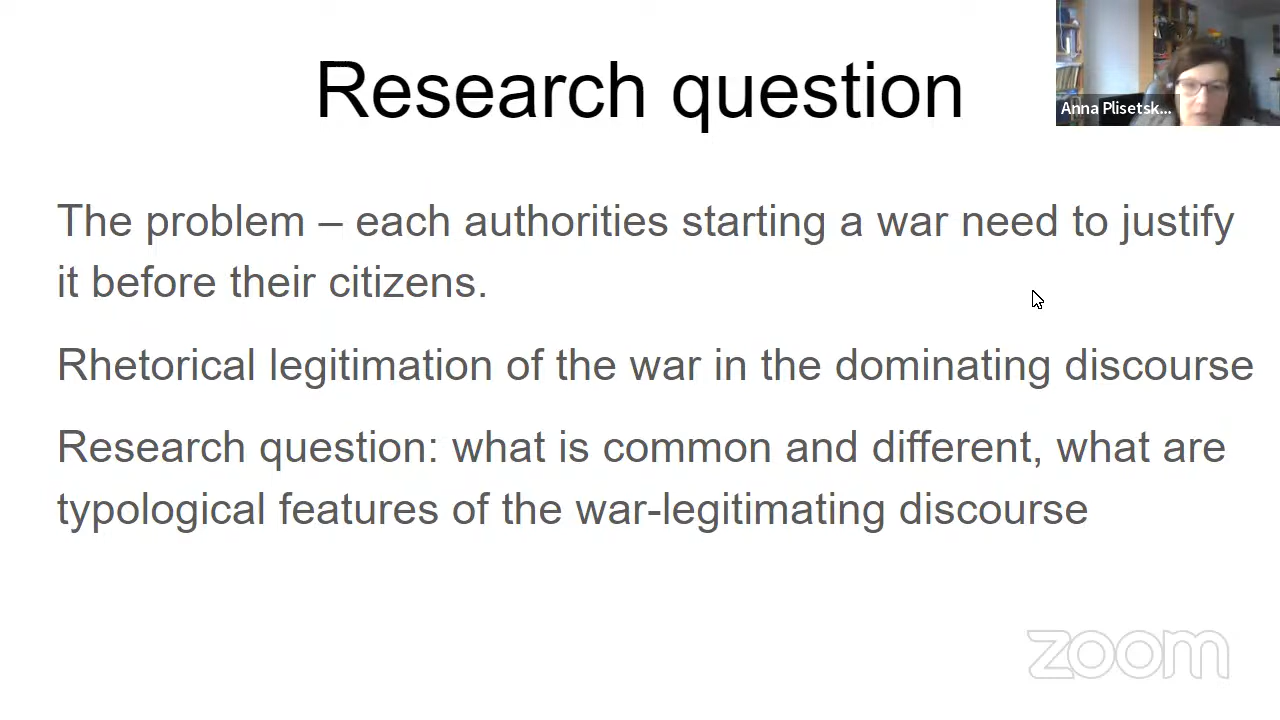 Research question
Anna Plisetsk...
The problem – each authorities starting a war need to justify
it before their citizens.
Rhetorical legitimation of the war in the dominating discourse
Research question: what is common and different, what are
typological features of the war-legitimating discourse
zoom